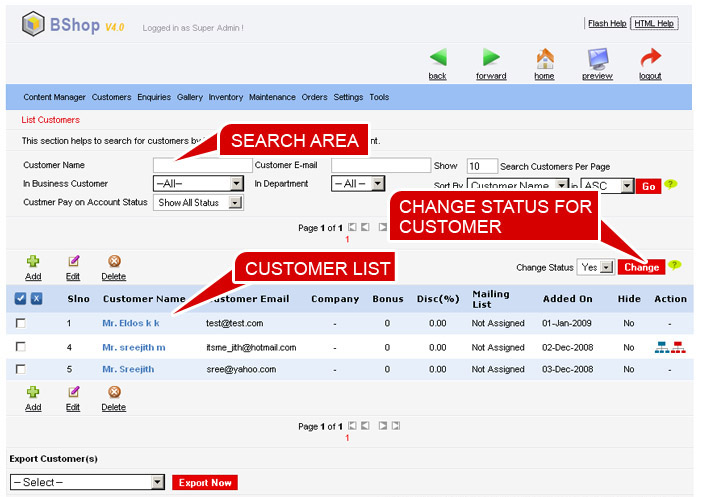 BShop V4.0 Logged in as Super Admin ! Flash Help HTML Help
back forward home preview logout
Content Manager Customers Enquiries Gallery Inventory Maintenance Orders Settings Tools
List Customers
This section helps to search for customers by
SEARCH AREA
Customer Name Customer E-mail Show 10 Search Customers Per Page
In Business Customer --All-- In Department -- All -- Sort By Customer Name in ASC Go ?
Custmer Pay on Account Status Show All Status
CHANGE STATUS FOR
CUSTOMER
Page 1 of 1
1
Add Edit Delete
CUSTOMER LIST
Change Status Yes Change ?
X Slno Customer Name Customer Email Company Bonus Disc(%) Mailing List Added On Hide Action
1 Mr. Eldos k k test@test.com - 0 0.00 Not Assigned 01-Jan-2009 No -
4 Mr. sreejith m itsme_jith@hotmail.com - 0 0.00 Not Assigned 02-Dec-2008 No
5 Mr. Sreejith sree@yahoo.com - 0 0.00 Not Assigned 03-Dec-2008 No -
Add Edit Delete
Page 1 of 1
1
Export Customer(s)
-- Select -- Export Now